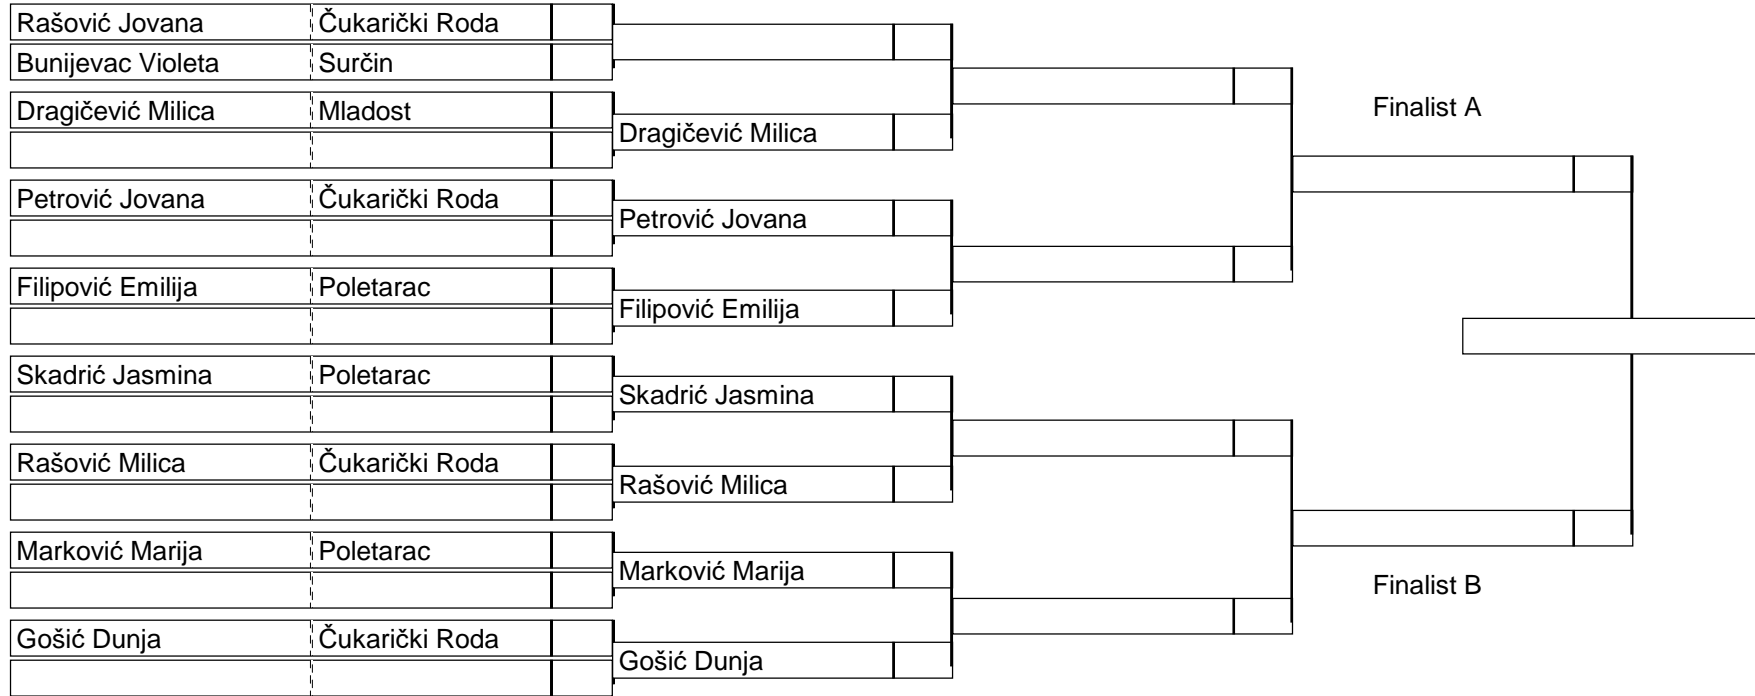 Rašović Jovana Čukarički Roda
Bunijevac Violeta Surčin
Dragičević Milica Mladost
Finalist A
Dragičević Milica
Petrović Jovana Čukarički Roda
Petrović Jovana
Filipović Emilija Poletarac
Filipović Emilija
Skadrić Jasmina Poletarac
Skadrić Jasmina
Rašović Milica Čukarički Roda
Rašović Milica
Marković Marija Poletarac
Marković Marija
Finalist B
Gošić Dunja Čukarički Roda
Gošić Dunja